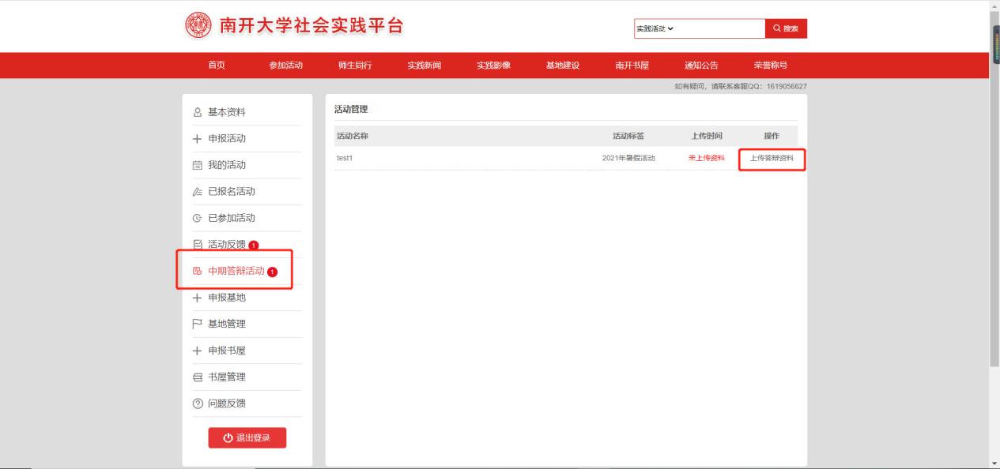 南开大学社会实践平台
实践活动
搜索
首页 参加活动 师生同行 实践新闻 实践影像 基地建设 南开书屋 通知公告 荣誉称号
如有疑问，请联系客服QQ：1619056627
基本资料
申报活动
我的活动
已报名活动
已参加活动
活动反馈 1
中期答辩活动 1
申报基地
基地管理
申报书屋
书屋管理
问题反馈
退出登录
活动管理
活动名称 活动标签 上传时间 操作
test1 2021年暑假活动 未上传资料 上传答辩资料